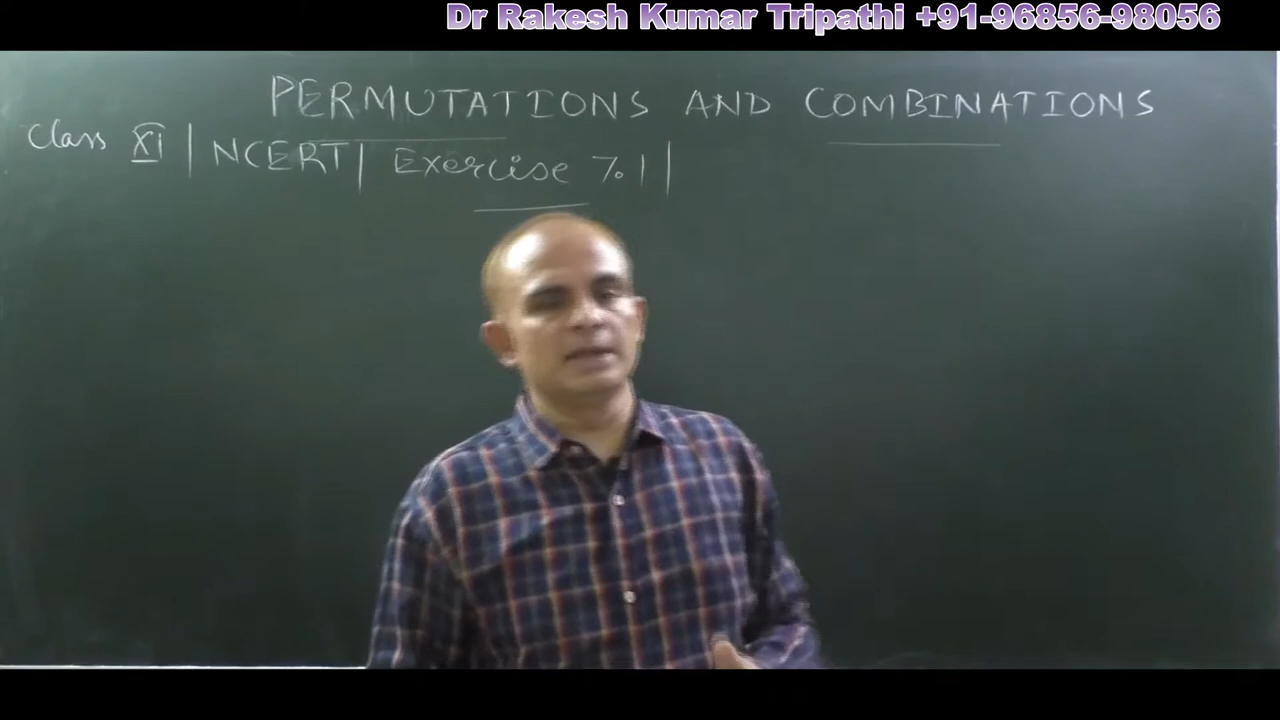 Dr Rakesh Kumar Tripathi +91-96856-98056
PERMUTATIONS AND COMBINATIONS
Class XI | NCERT | Exercise 7.1 |